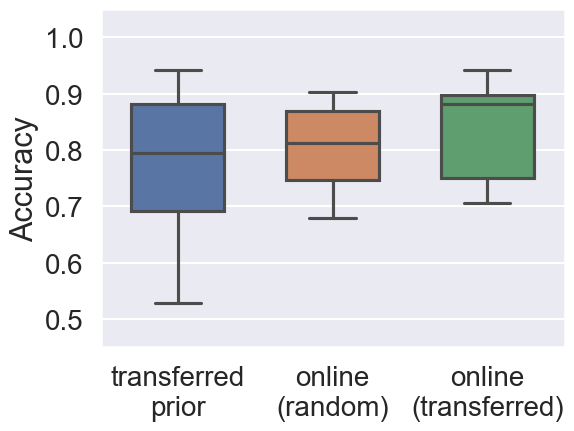 1.0
0.9
0.8
0.7
0.6
0.5
Accuracy
transferred
prior
online
(random)
online
(transferred)